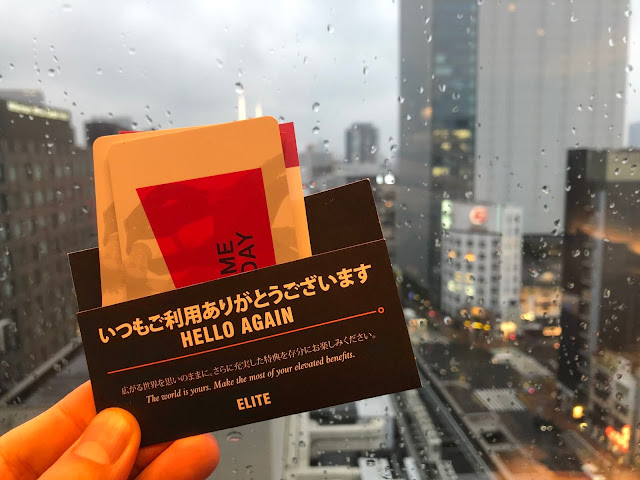 ME
DAY
いつもご利用ありがとうございます
HELLO AGAIN
広がる世界を思いのままに、さらに充実した特典を存分にお楽しみください。
The world is yours. Make the most of your elevated benefits.
ELITE